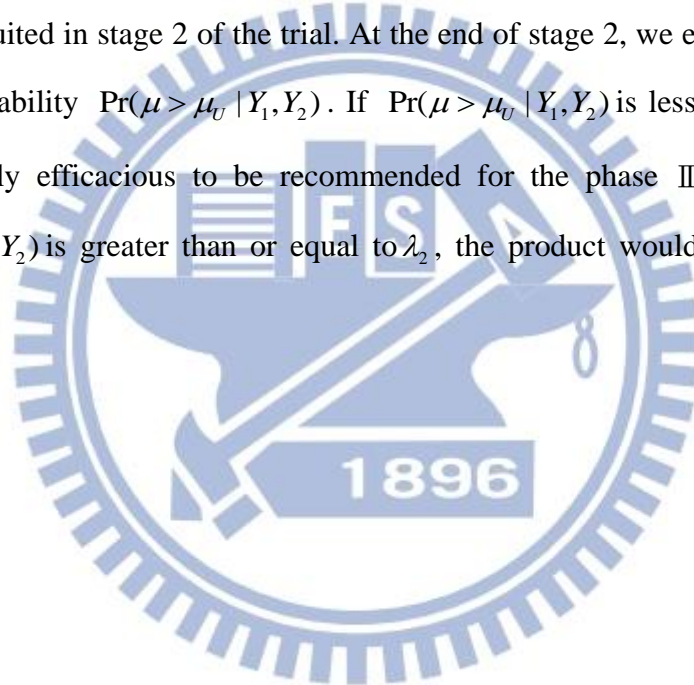 uited in stage 2 of the trial. At the end of stage 2, we e
ability Pr(μ > μ_U | Y_1, Y_2). If Pr(μ > μ_U | Y_1, Y_2) is less
ly efficacious to be recommended for the phase Ⅱ
Y_2) is greater than or equal to λ_2, the product would
E S A
8
1896